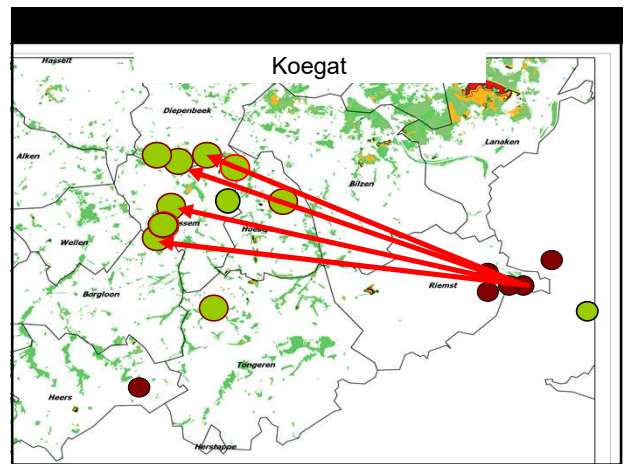 Koegat
Hasselt
Diepenbeek
Lanaken
Alken
Bilzen
Wellen
Riemst
Borgloon
Tongeren
Heers
Herstappe